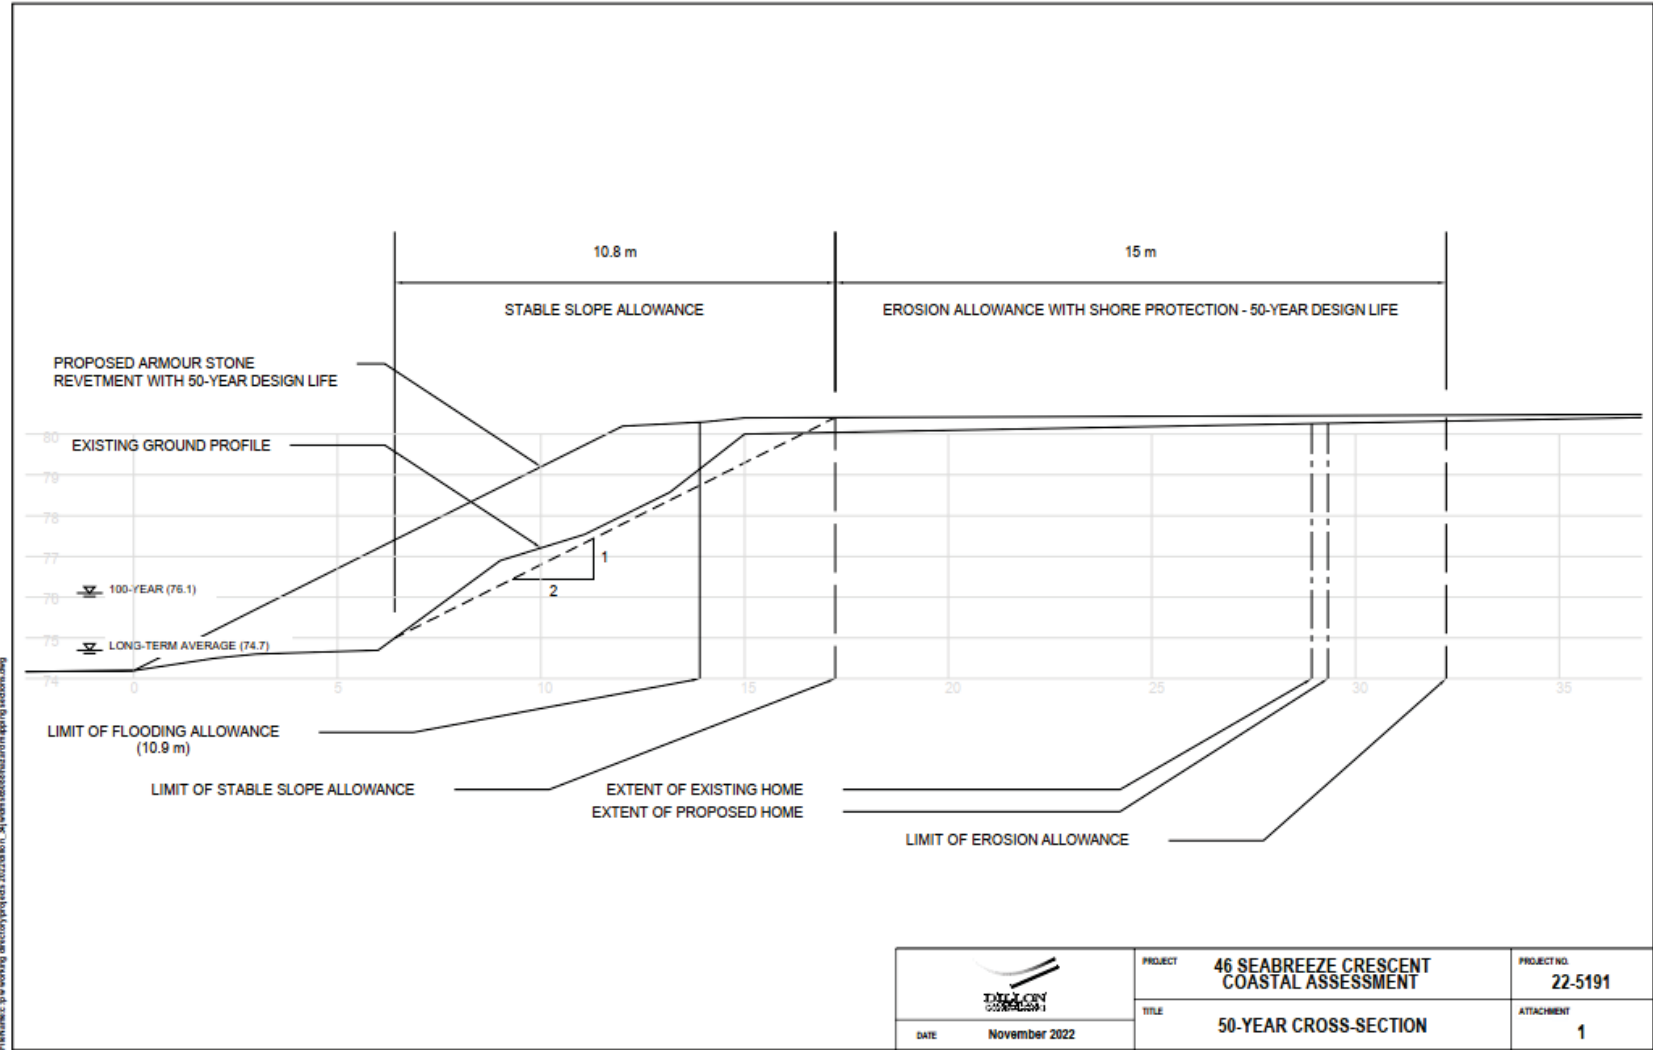 10.8 m
15 m
STABLE SLOPE ALLOWANCE
EROSION ALLOWANCE WITH SHORE PROTECTION - 50-YEAR DESIGN LIFE
PROPOSED ARMOUR STONE
REVETMENT WITH 50-YEAR DESIGN LIFE
80
EXISTING GROUND PROFILE
79
78
77
1
2
76
100-YEAR (76.1)
75
LONG-TERM AVERAGE (74.7)
74
0
5
10
15
20
25
30
35
LIMIT OF FLOODING ALLOWANCE
(10.9 m)
LIMIT OF STABLE SLOPE ALLOWANCE
EXTENT OF EXISTING HOME
EXTENT OF PROPOSED HOME
LIMIT OF EROSION ALLOWANCE
DILLON
CONSULTING
DATE
November 2022
PROJECT
46 SEABREEZE CRESCENT
COASTAL ASSESSMENT
PROJECT NO.
22-5191
TITLE
50-YEAR CROSS-SECTION
ATTACHMENT
1